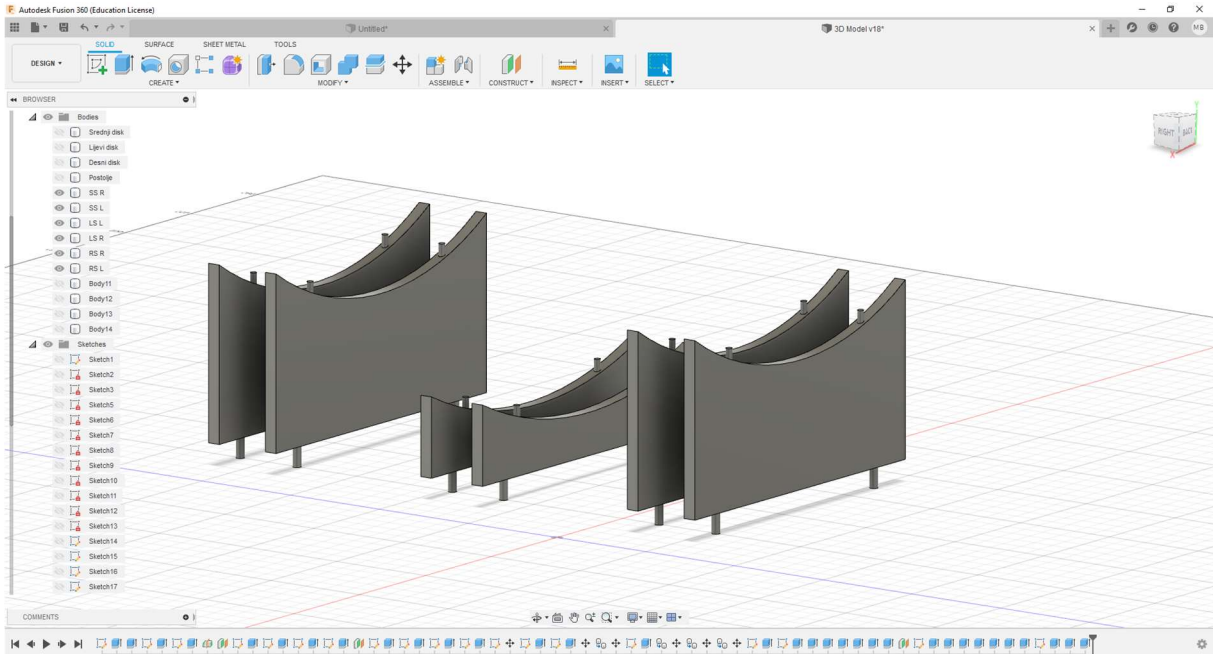 Autodesk Fusion 360 (Education License)
Untitled*
3D Model v18*
MB
SOLID SURFACE SHEET METAL TOOLS
DESIGN
CREATE MODIFY ASSEMBLE CONSTRUCT INSPECT INSERT SELECT
BROWSER
Bodies
Srednji disk
Lijevi disk
Desni disk
Postolje
SS R
SS L
LS L
LS R
RS R
RS L
Body11
Body12
Body13
Body14
Sketches
Sketch1
Sketch2
Sketch3
Sketch5
Sketch6
Sketch7
Sketch8
Sketch9
Sketch10
Sketch11
Sketch12
Sketch13
Sketch14
Sketch15
Sketch16
Sketch17
RIGHT BACK
X
COMMENTS